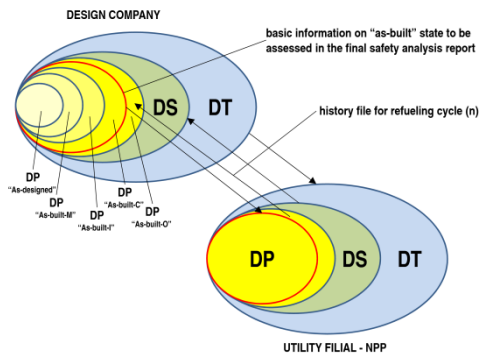 DESIGN COMPANY
basic information on “as-built” state to be
assessed in the final safety analysis report
DS
DT
history file for refueling cycle (n)
DP
“As-designed”
DP
“As-built-M”
DP
“As-built-I”
DP
“As-built-C”
DP
“As-built-O”
DP
DS
DT
UTILITY FILIAL - NPP